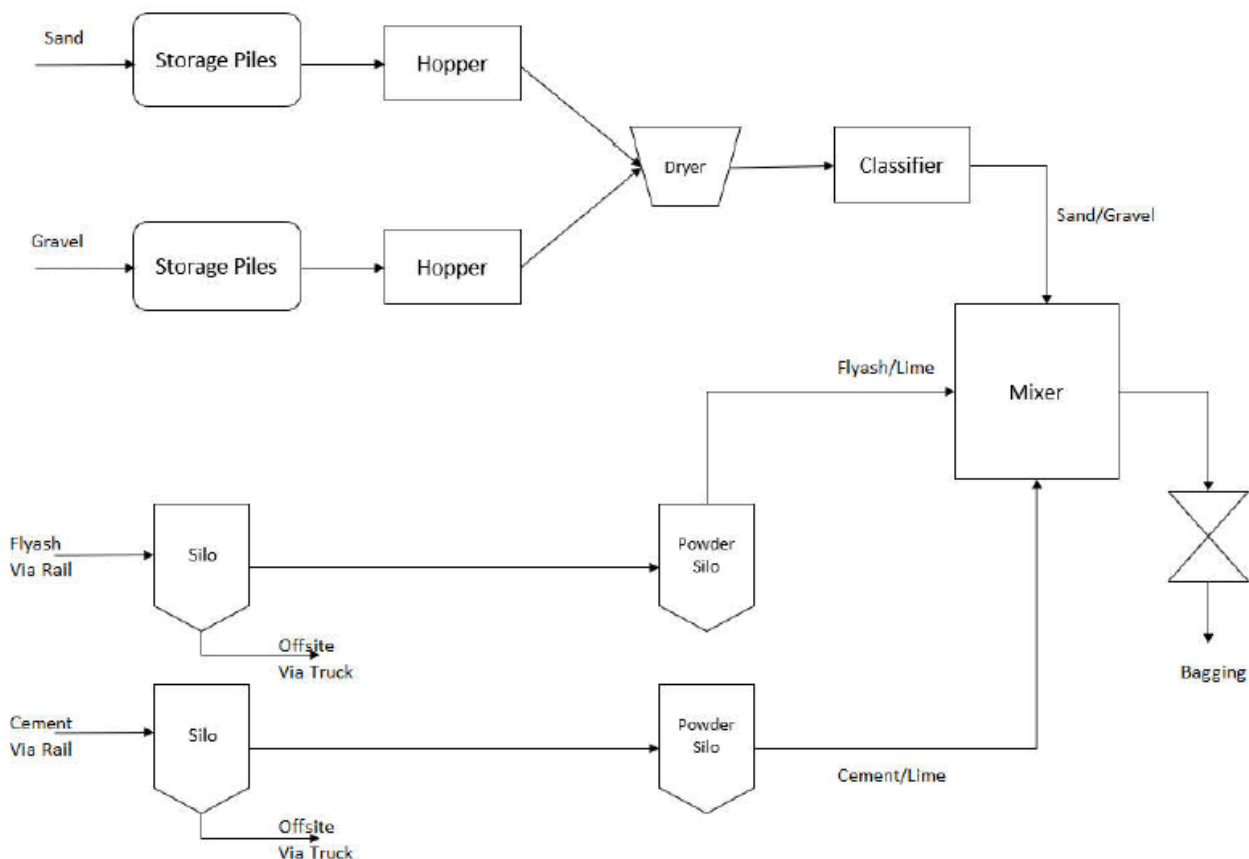 Sand
Storage Piles
Hopper
Dryer
Classifier
Sand/Gravel
Gravel
Storage Piles
Hopper
Flyash/Lime
Mixer
Flyash
Via Rail
Silo
Powder
Silo
Offsite
Via Truck
Bagging
Cement
Via Rail
Silo
Powder
Silo
Cement/Lime
Offsite
Via Truck